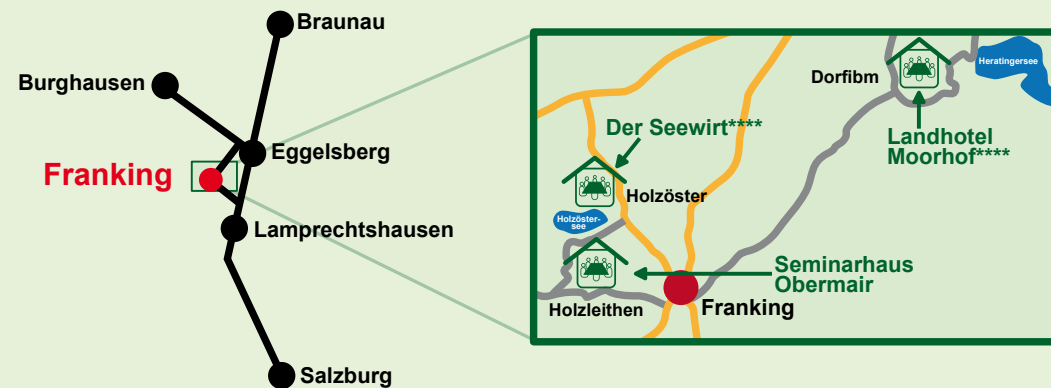 Braunau
Burghausen
Eggelsberg
Franking
Lamprechtshausen
Salzburg
Dorfibm
Heratingersee
Der Seewirt****
Landhotel
Moorhof****
Holzöster
Holzöster-
see
Seminarhaus
Obermair
Holzleithen
Franking